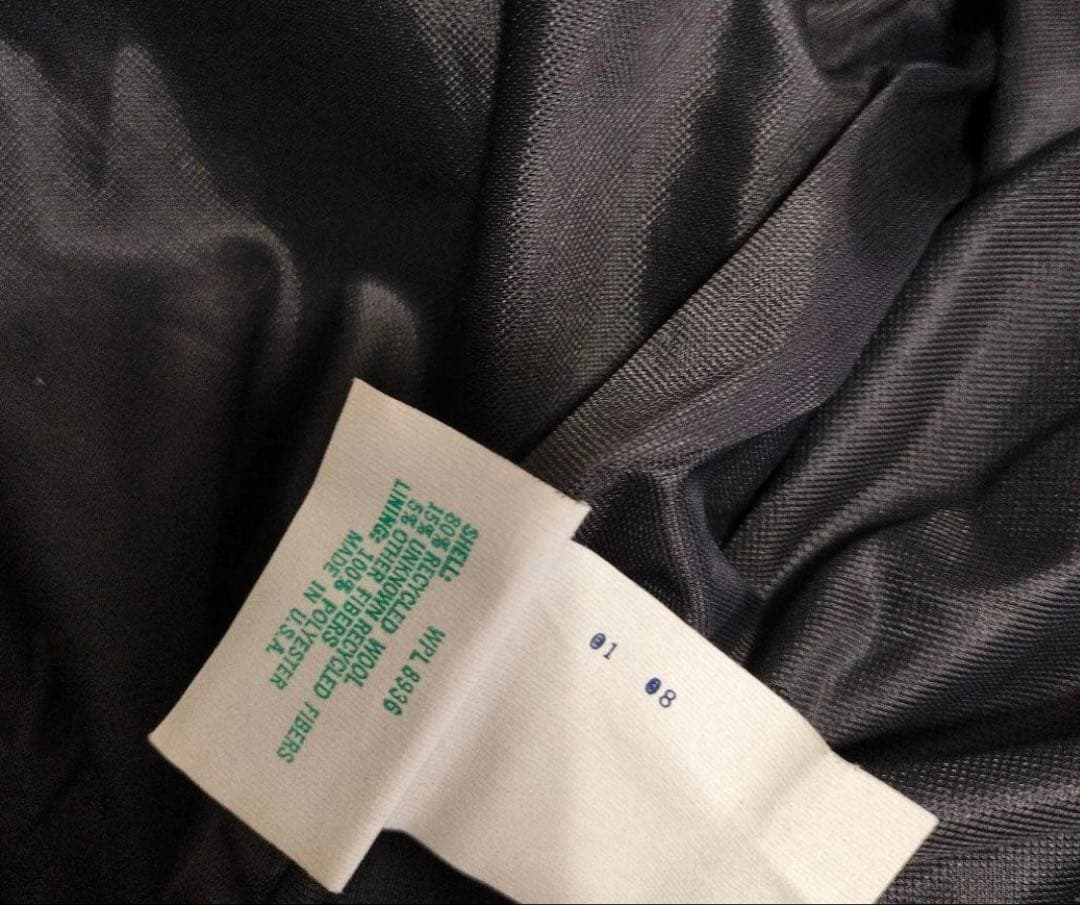 WPL 8936
SHELL:
80% RECYCLED WOOL
15% UNKNOWN RECYCLED FIBERS
5% OTHER FIBERS
LINING: 100% POLYESTER
MADE IN U.S.A.
01 08